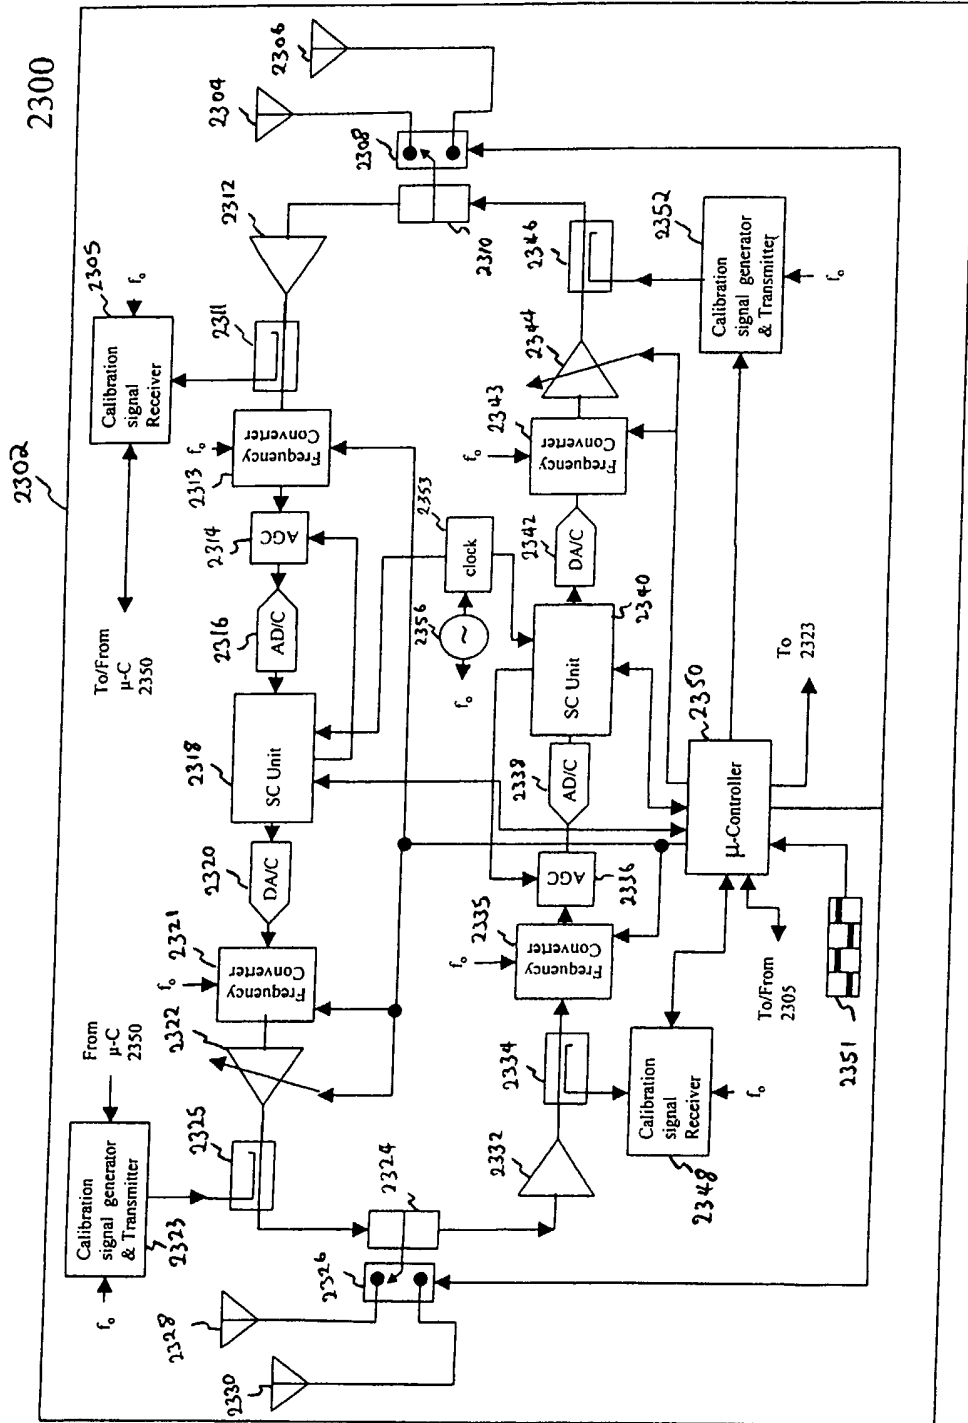 2300
2302
2306
2304
2308
2310
2312
2305
Calibration
signal
Receiver
f₀
2311
Frequency
Converter
f₀
2313
AGC
2314
AD/C
2316
To/From
μ-C
2350
SC Unit
2318
DA/C
2320
Frequency
Converter
f₀
2321
2322
From
μ-C
2350
Calibration
signal generator
& Transmitter
2323
f₀
2325
2324
2326
2328
2330
2332
2334
Calibration
signal
Receiver
2348
f₀
Frequency
Converter
f₀
2335
AGC
2336
AD/C
2338
SC Unit
2340
clock
2353
2356
~
f₀
DA/C
2342
Frequency
Converter
f₀
2343
2344
2346
Calibration
signal generator
& Transmitter
2352
f₀
μ-Controller
2350
To
2323
To/From
2305
2351